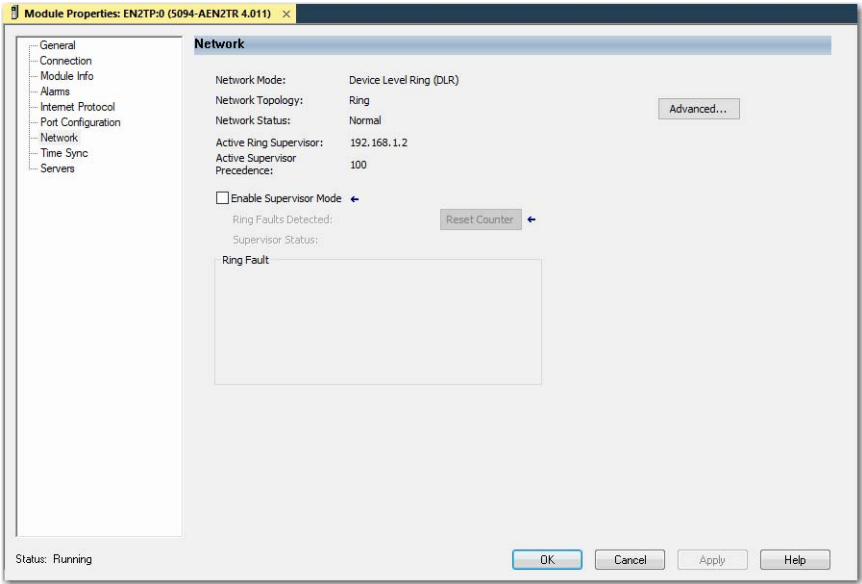 Module Properties: EN2TP:0 (5094-AEN2TR 4.011) ×
General
Connection
Module Info
Alarms
Internet Protocol
Port Configuration
Network
Time Sync
Servers
Network
Network Mode: Device Level Ring (DLR)
Network Topology: Ring
Advanced...
Network Status: Normal
Active Ring Supervisor: 192.168.1.2
Active Supervisor
Precedence: 100
Enable Supervisor Mode
Ring Faults Detected: Reset Counter
Supervisor Status:
Ring Fault
Status: Running
OK Cancel Apply Help